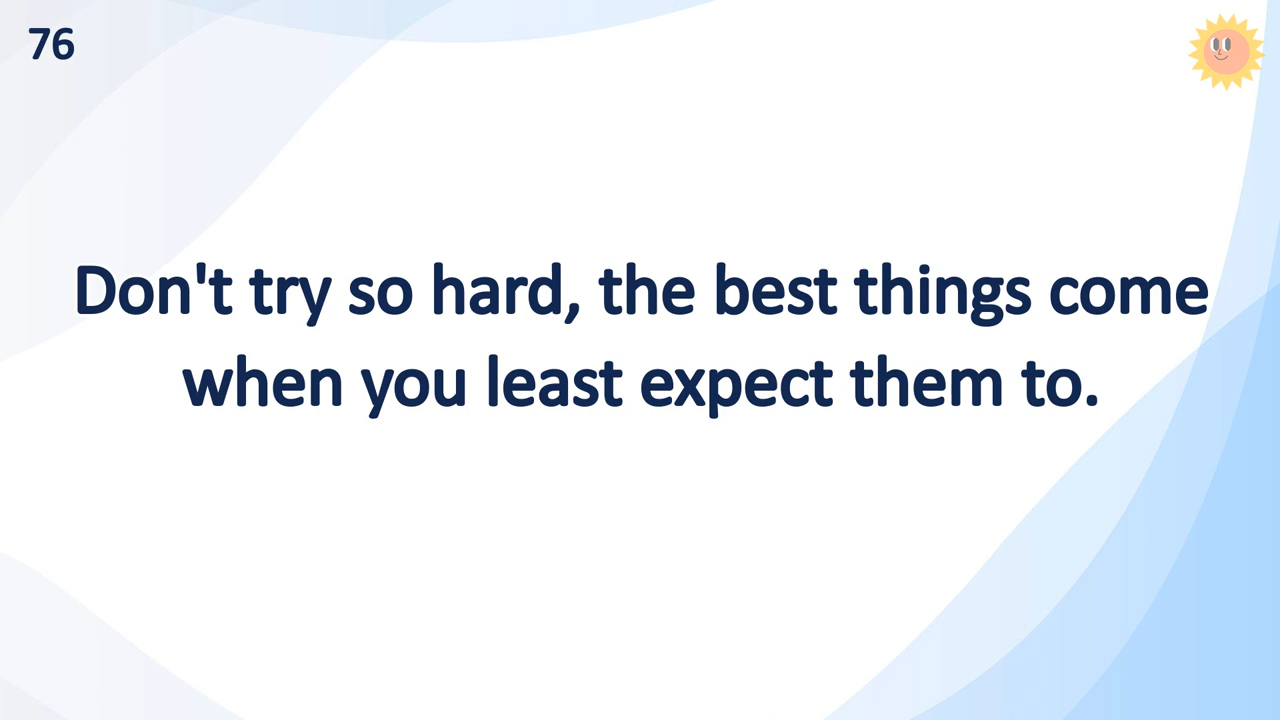 76
Don't try so hard, the best things come
when you least expect them to.